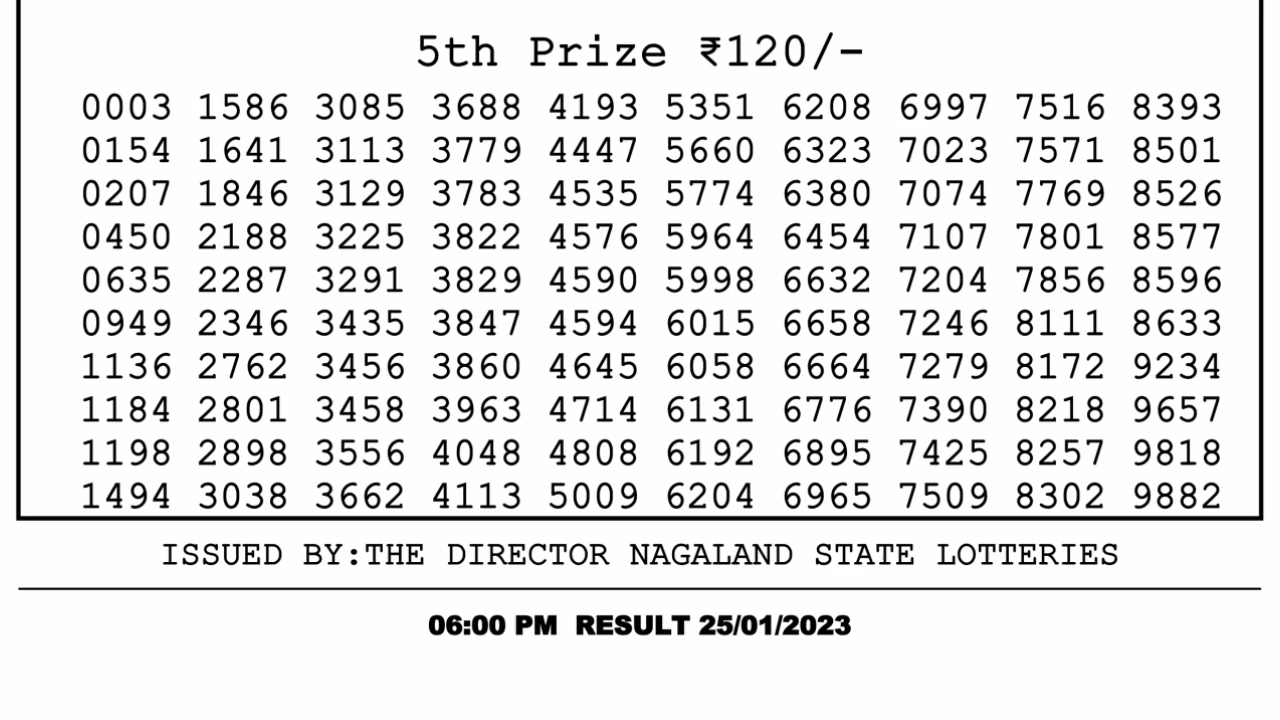 5th Prize ₹120/-
0003 1586 3085 3688 4193 5351 6208 6997 7516 8393
0154 1641 3113 3779 4447 5660 6323 7023 7571 8501
0207 1846 3129 3783 4535 5774 6380 7074 7769 8526
0450 2188 3225 3822 4576 5964 6454 7107 7801 8577
0635 2287 3291 3829 4590 5998 6632 7204 7856 8596
0949 2346 3435 3847 4594 6015 6658 7246 8111 8633
1136 2762 3456 3860 4645 6058 6664 7279 8172 9234
1184 2801 3458 3963 4714 6131 6776 7390 8218 9657
1198 2898 3556 4048 4808 6192 6895 7425 8257 9818
1494 3038 3662 4113 5009 6204 6965 7509 8302 9882
ISSUED BY:THE DIRECTOR NAGALAND STATE LOTTERIES
06:00 PM RESULT 25/01/2023